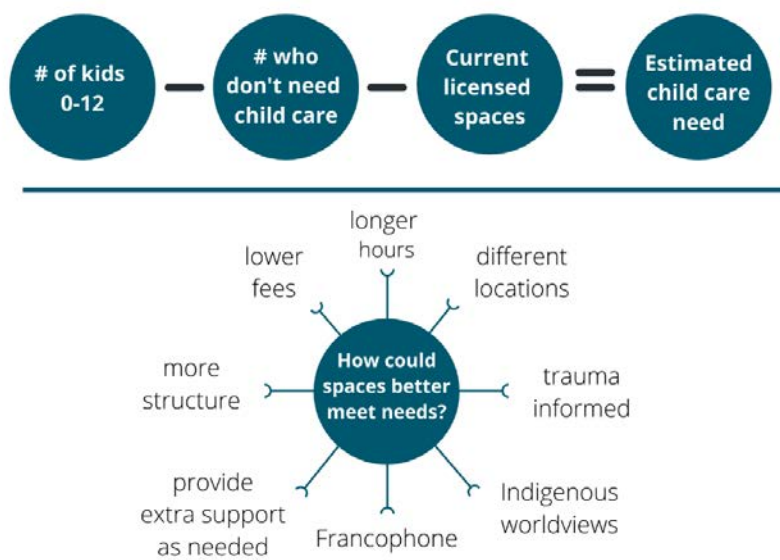 # of kids
0-12
# who
don't need
child care
Current
licensed
spaces
Estimated
child care
need
longer
hours
lower
fees
different
locations
How could
spaces better
meet needs?
more
structure
trauma
informed
provide
extra support
as needed
Francophone
Indigenous
worldviews